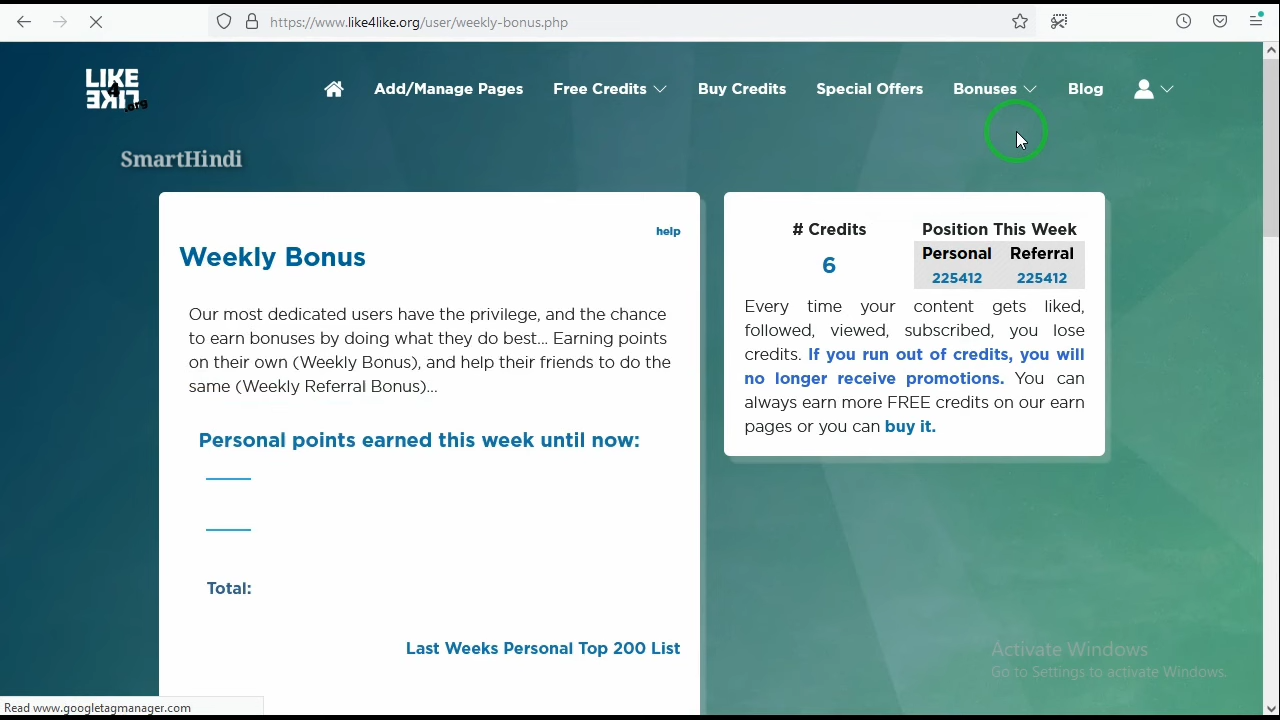 https://www.like4like.org/user/weekly-bonus.php
LIKE
4
LIKE
.org
Add/Manage Pages
Free Credits
Buy Credits
Special Offers
Bonuses
Blog
SmartHindi
help
Weekly Bonus
Our most dedicated users have the privilege, and the chance
to earn bonuses by doing what they do best... Earning points
on their own (Weekly Bonus), and help their friends to do the
same (Weekly Referral Bonus)...
Personal points earned this week until now:
Total:
Last Weeks Personal Top 200 List
# Credits
6
Position This Week
Personal Referral
225412 225412
Every time your content gets liked,
followed, viewed, subscribed, you lose
credits. If you run out of credits, you will
no longer receive promotions. You can
always earn more FREE credits on our earn
pages or you can buy it.
Activate Windows
Go to Settings to activate Windows.
Read www.googletagmanager.com